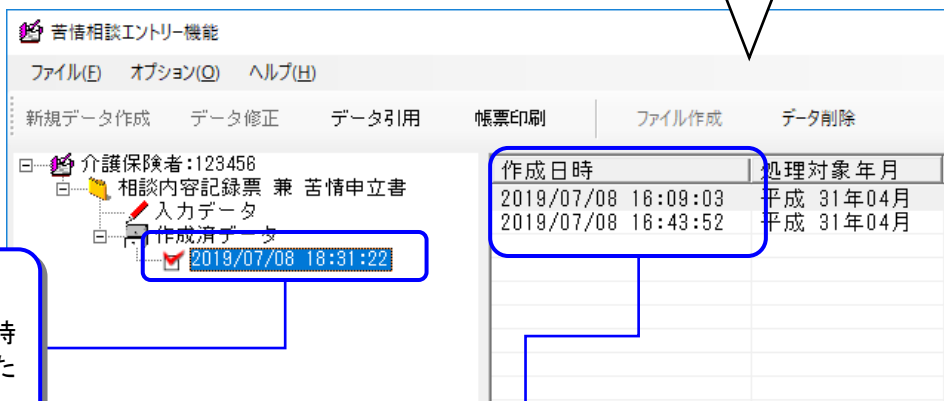 苦情相談エントリー機能
ファイル(F) オプション(O) ヘルプ(H)
新規データ作成 データ修正 データ引用 帳票印刷 ファイル作成 データ削除
介護保険者:123456
相談内容記録票 兼 苦情申立書
入力データ
作成済データ
2019/07/08 18:31:22
作成日時 処理対象年月
2019/07/08 16:09:03 平成 31年04月
2019/07/08 16:43:52 平成 31年04月
時
た